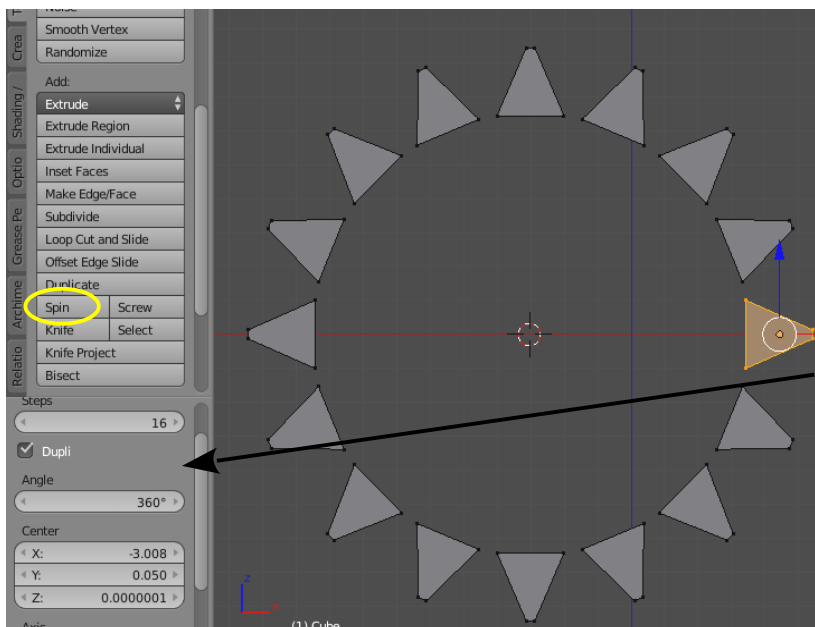 Noise
Smooth Vertex
Randomize
Add:
Extrude
Extrude Region
Extrude Individual
Inset Faces
Make Edge/Face
Subdivide
Loop Cut and Slide
Offset Edge Slide
Duplicate
Spin Screw
Knife Select
Knife Project
Bisect
Crea
Shading /
Optio
Grease Pe
Archime
Relatio
Steps
16
Dupli
Angle
360°
Center
X: -3.008
Y: 0.050
Z: 0.0000001
Axis
z
x
(1) Cube